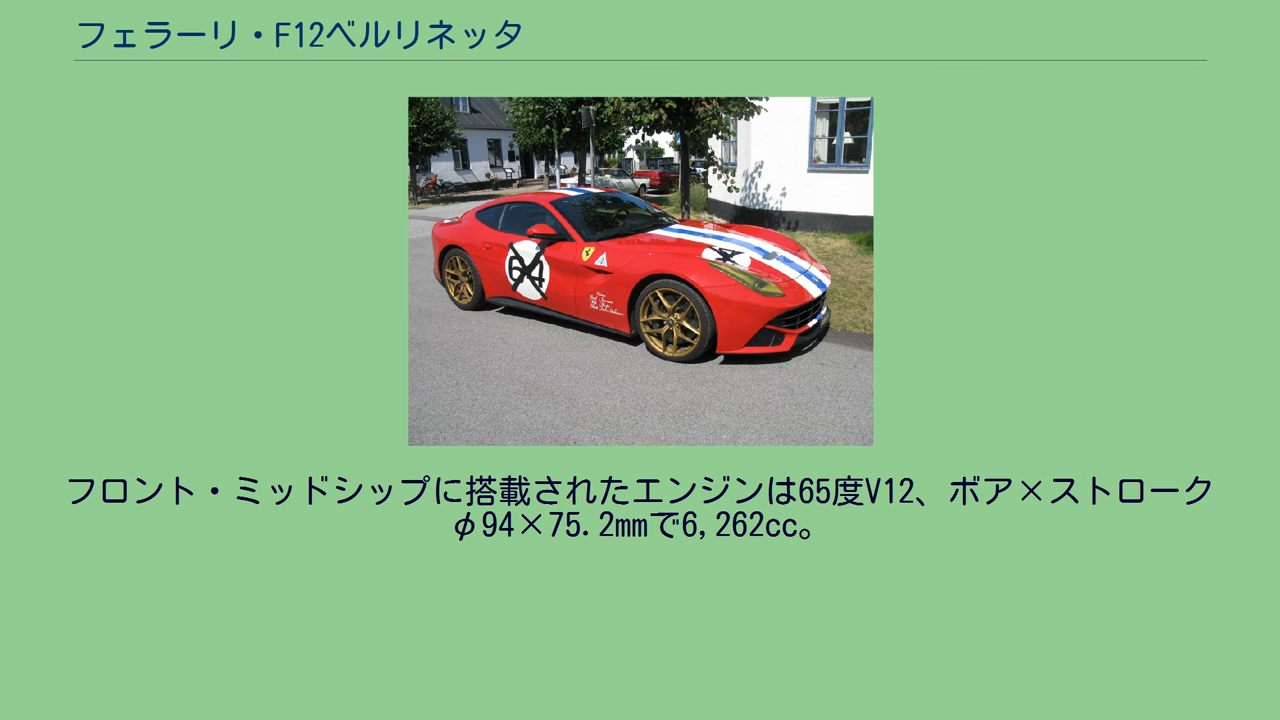 フェラーリ・F12ベルリネッタ
64
フロント・ミッドシップに搭載されたエンジンは65度V12、ボア×ストローク
φ94×75.2mmで6,262cc。